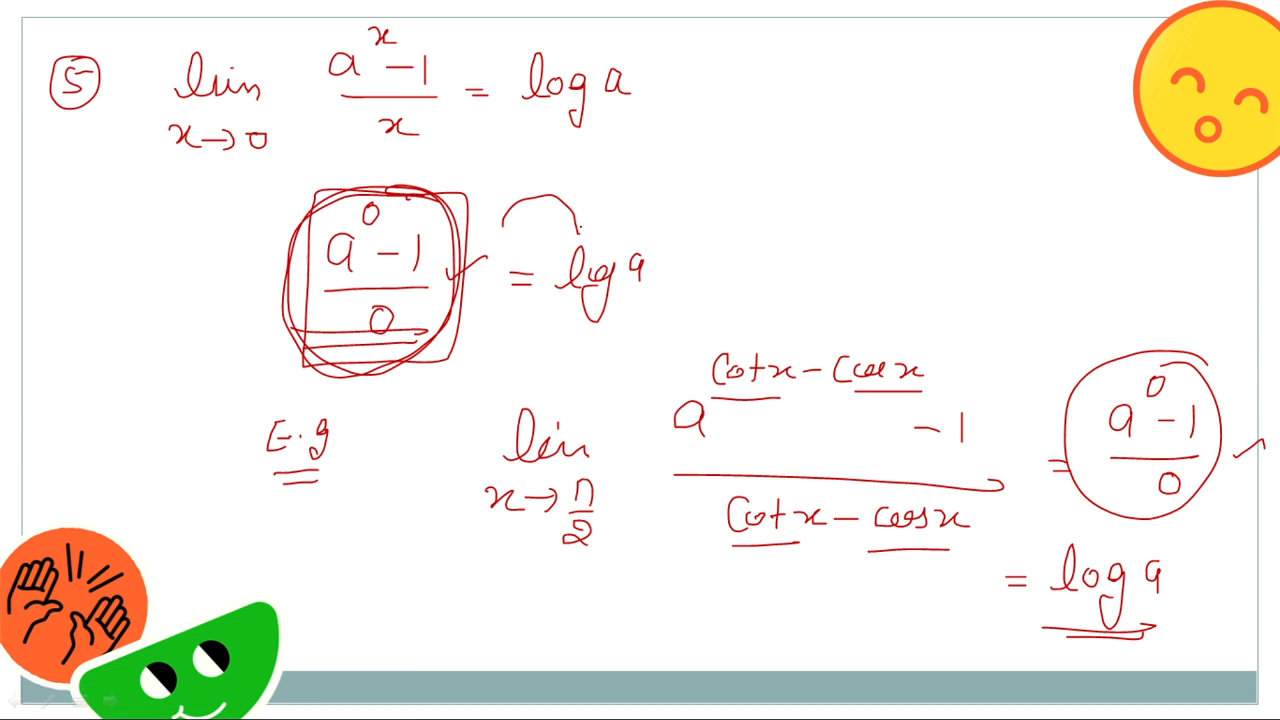 ⑤ lim x→0 (a^x − 1)/x = log a
(a^0 − 1)/0 = log a
E.g lim x→π/2 (a^(cot x − cos x) − 1)/(cot x − cos x) = (a^0 − 1)/0
= log a